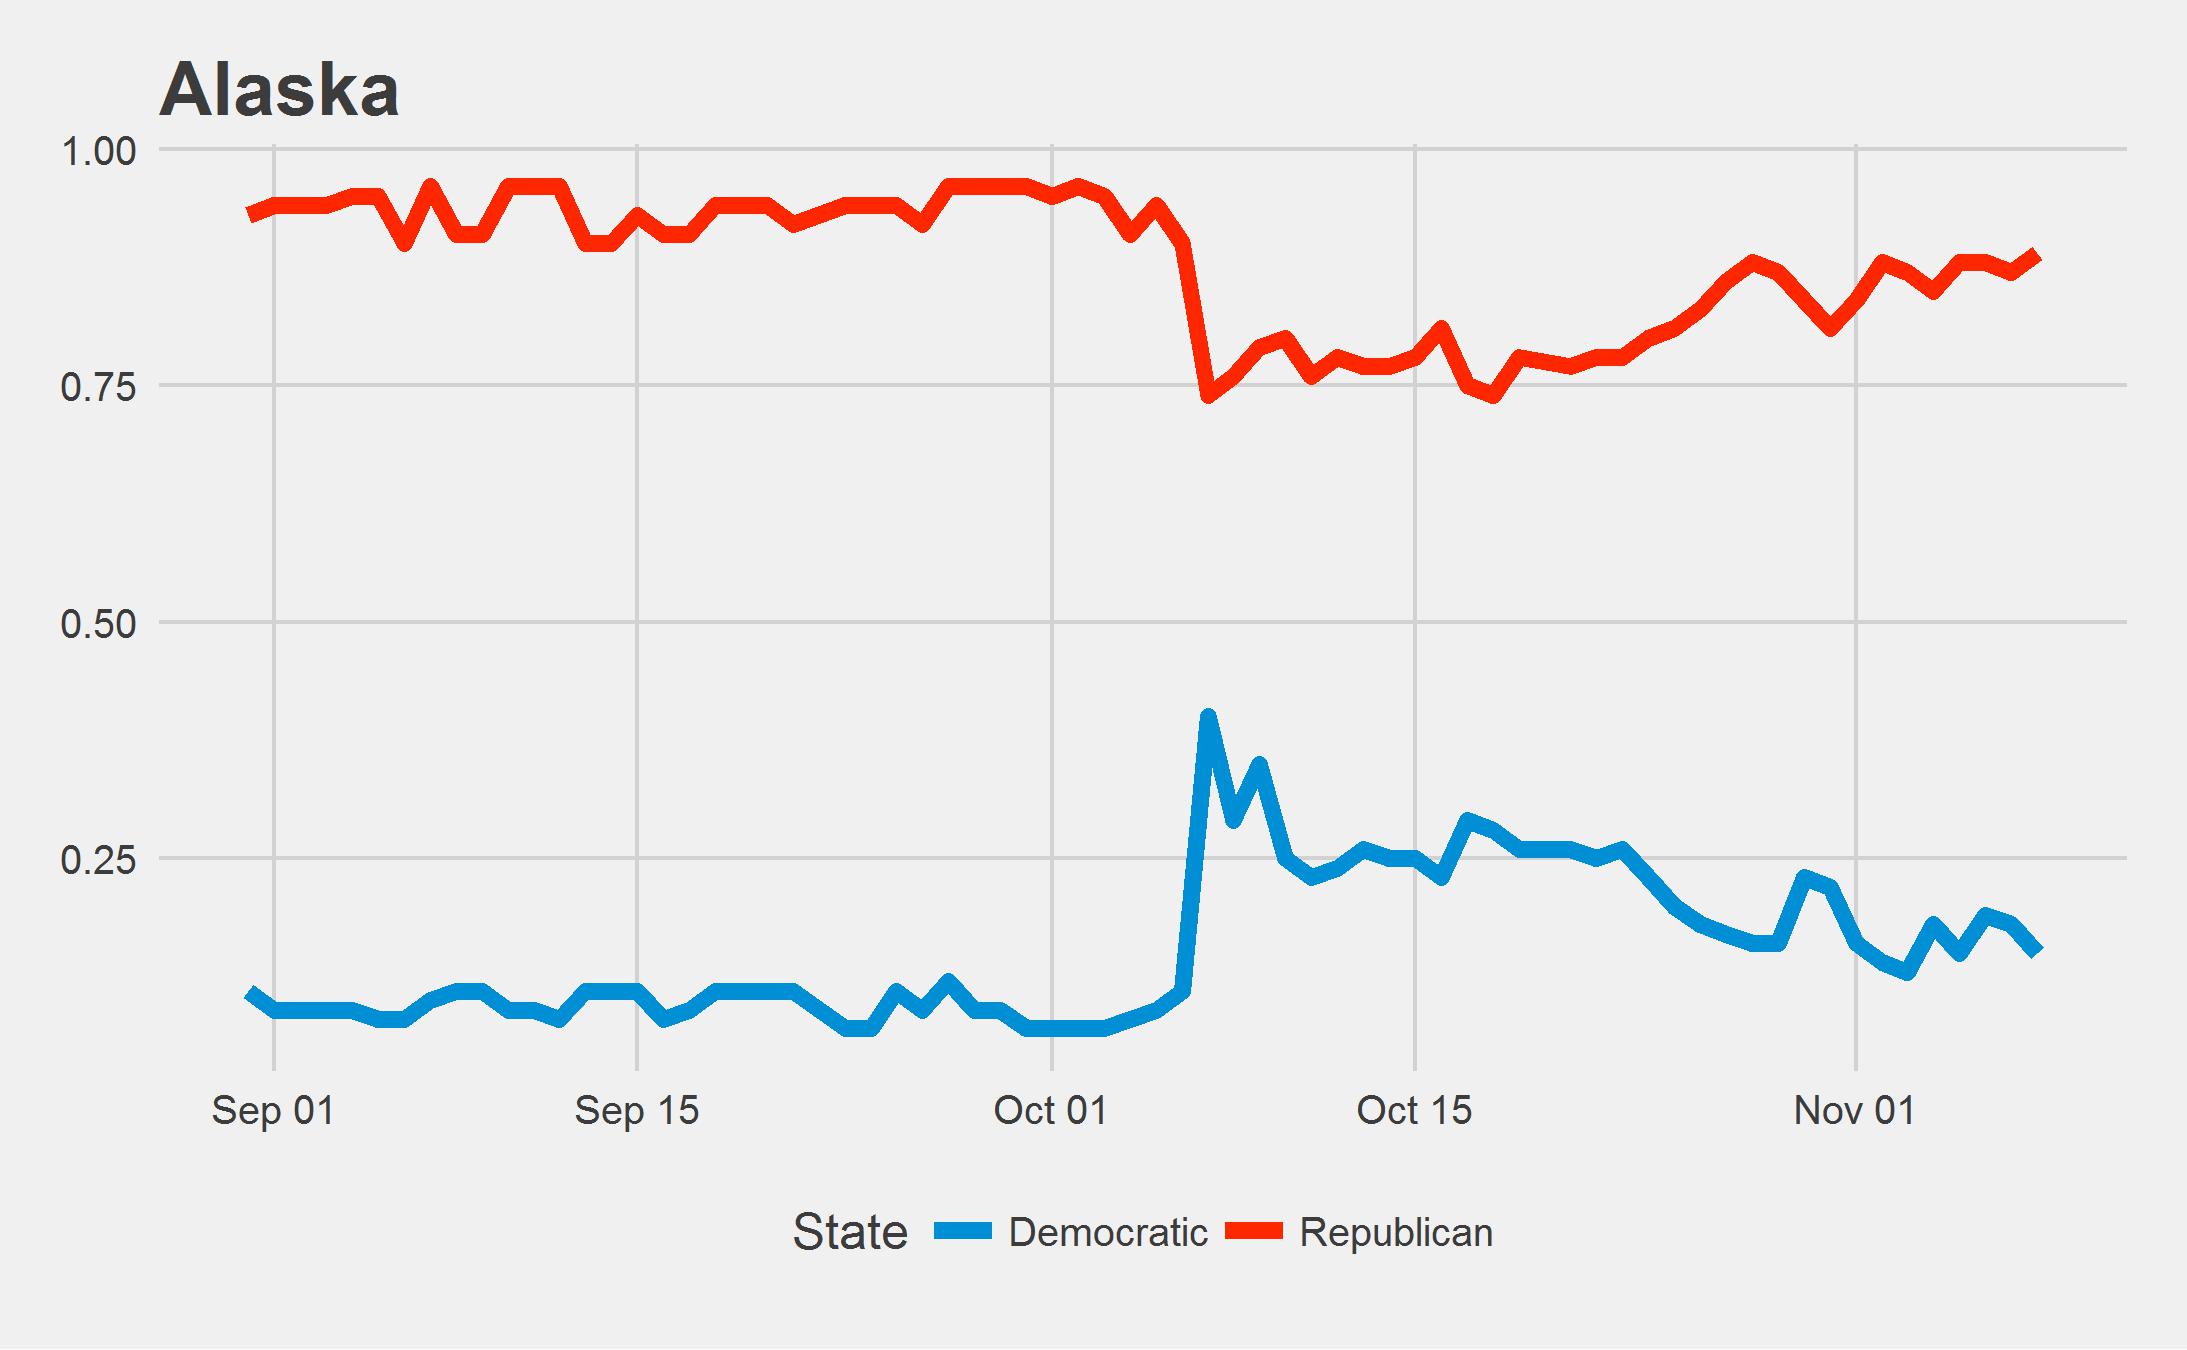 Alaska
1.00
0.75
0.50
0.25
Sep 01 Sep 15 Oct 01 Oct 15 Nov 01
State Democratic Republican